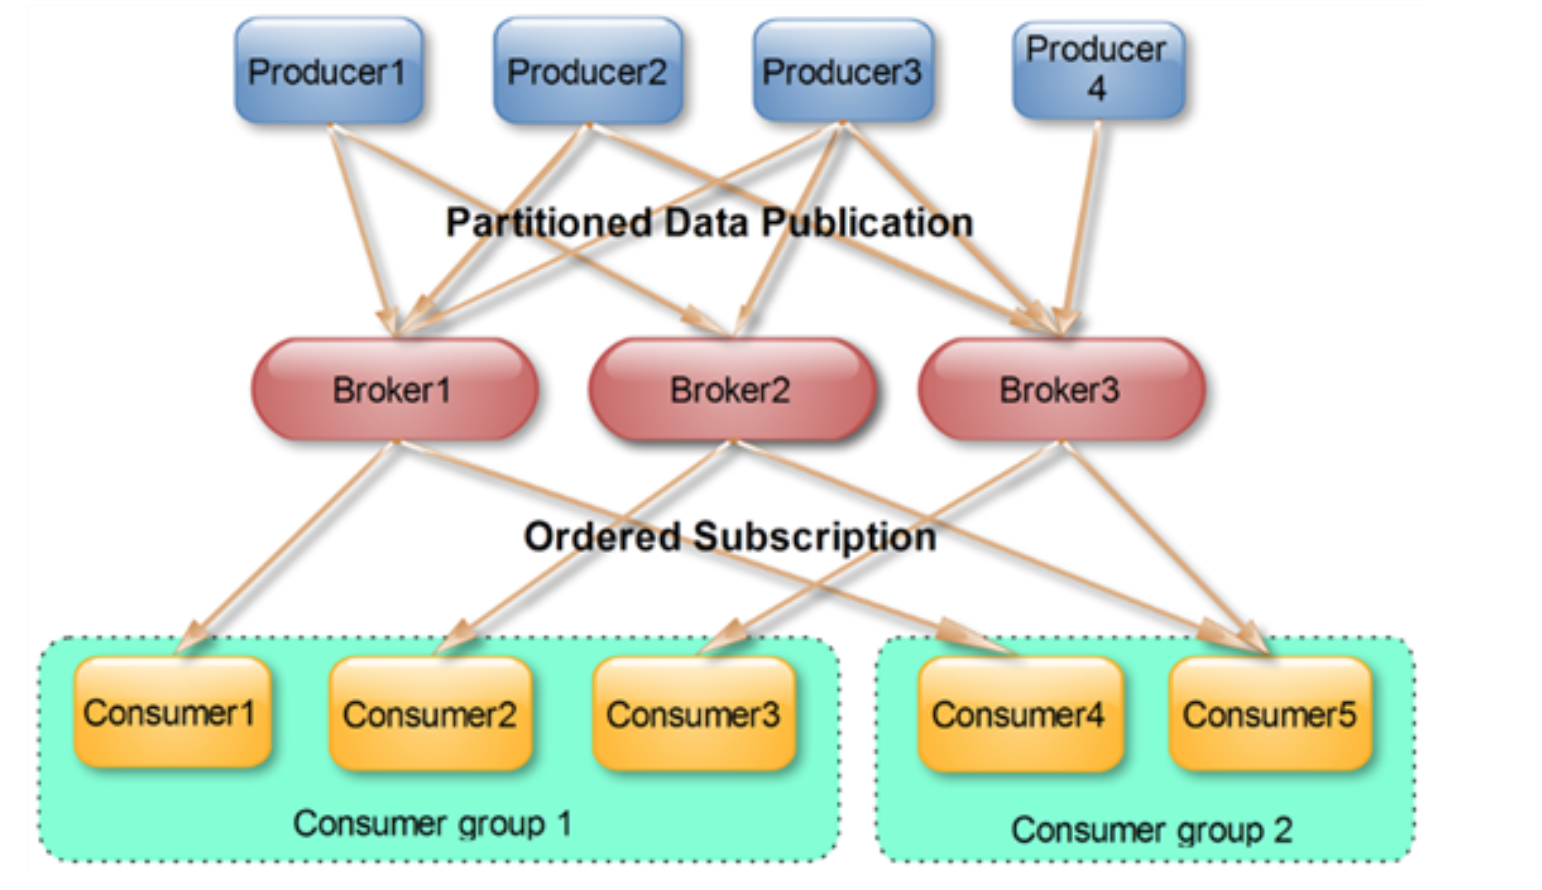 Producer1
Producer2
Producer3
Producer
4
Partitioned Data Publication
Broker1
Broker2
Broker3
Ordered Subscription
Consumer1
Consumer2
Consumer3
Consumer4
Consumer5
Consumer group 1
Consumer group 2